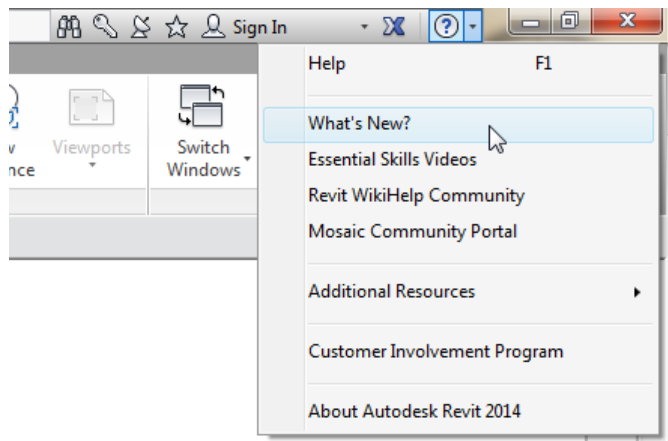 Sign In
Help F1
What's New?
Viewports
Switch
Windows
Essential Skills Videos
Revit WikiHelp Community
Mosaic Community Portal
Additional Resources
Customer Involvement Program
About Autodesk Revit 2014